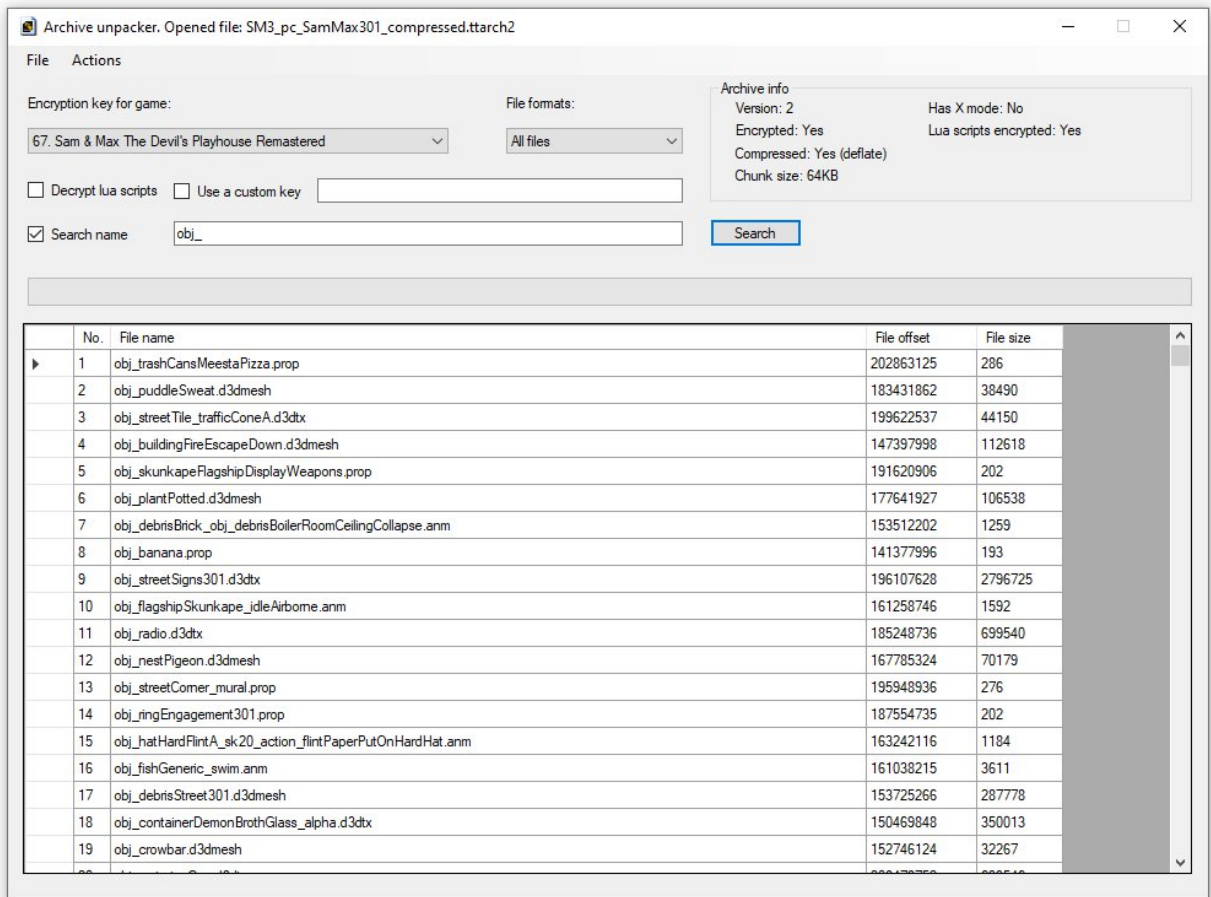 Archive unpacker. Opened file: SM3_pc_SamMax301_compressed.ttarch2
File Actions
Encryption key for game:
File formats:
67. Sam & Max The Devil's Playhouse Remastered
All files
Archive info
Version: 2
Has X mode: No
Encrypted: Yes
Lua scripts encrypted: Yes
Compressed: Yes (deflate)
Chunk size: 64KB
Decrypt lua scripts
Use a custom key
Search name
obj_
Search
No. File name File offset File size
1 obj_trashCansMeestaPizza.prop 202863125 286
2 obj_puddleSweat.d3dmesh 183431862 38490
3 obj_streetTile_trafficConeA.d3dtx 199622537 44150
4 obj_buildingFireEscapeDown.d3dmesh 147397998 112618
5 obj_skunkapeFlagshipDisplayWeapons.prop 191620906 202
6 obj_plantPotted.d3dmesh 177641927 106538
7 obj_debrisBrick_obj_debrisBoilerRoomCeilingCollapse.anm 153512202 1259
8 obj_banana.prop 141377996 193
9 obj_streetSigns301.d3dtx 196107628 2796725
10 obj_flagshipSkunkape_idleAirborne.anm 161258746 1592
11 obj_radio.d3dtx 185248736 699540
12 obj_nestPigeon.d3dmesh 167785324 70179
13 obj_streetCorner_mural.prop 195948936 276
14 obj_ringEngagement301.prop 187554735 202
15 obj_hatHardFlintA_sk20_action_flintPaperPutOnHardHat.anm 163242116 1184
16 obj_fishGeneric_swim.anm 161038215 3611
17 obj_debrisStreet301.d3dmesh 153725266 287778
18 obj_containerDemonBrothGlass_alpha.d3dtx 150469848 350013
19 obj_crowbar.d3dmesh 152746124 32267